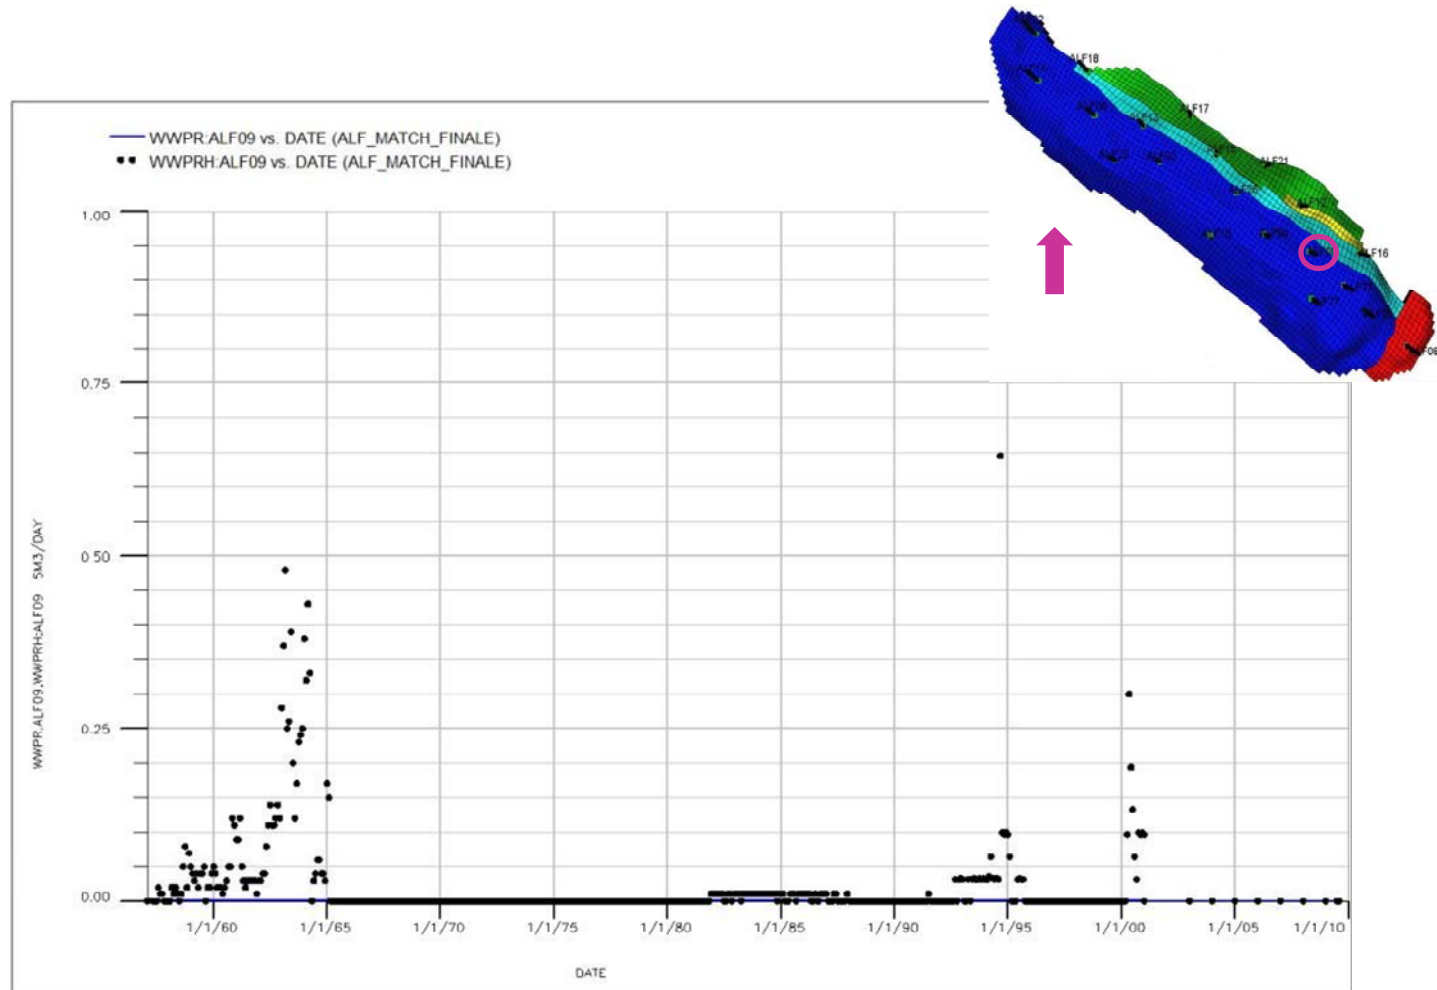 WWPR:ALF09 vs. DATE (ALF_MATCH_FINALE)
WWPRH:ALF09 vs. DATE (ALF_MATCH_FINALE)
ALF18
ALF17
ALF21
ALF16
1.00
0.75
0.50
0.25
0.00
WWPR:ALF09,WWPRH:ALF09 SM3/DAY
1/1/60
1/1/65
1/1/70
1/1/75
1/1/80
1/1/85
1/1/90
1/1/95
1/1/00
1/1/05
1/1/10
DATE